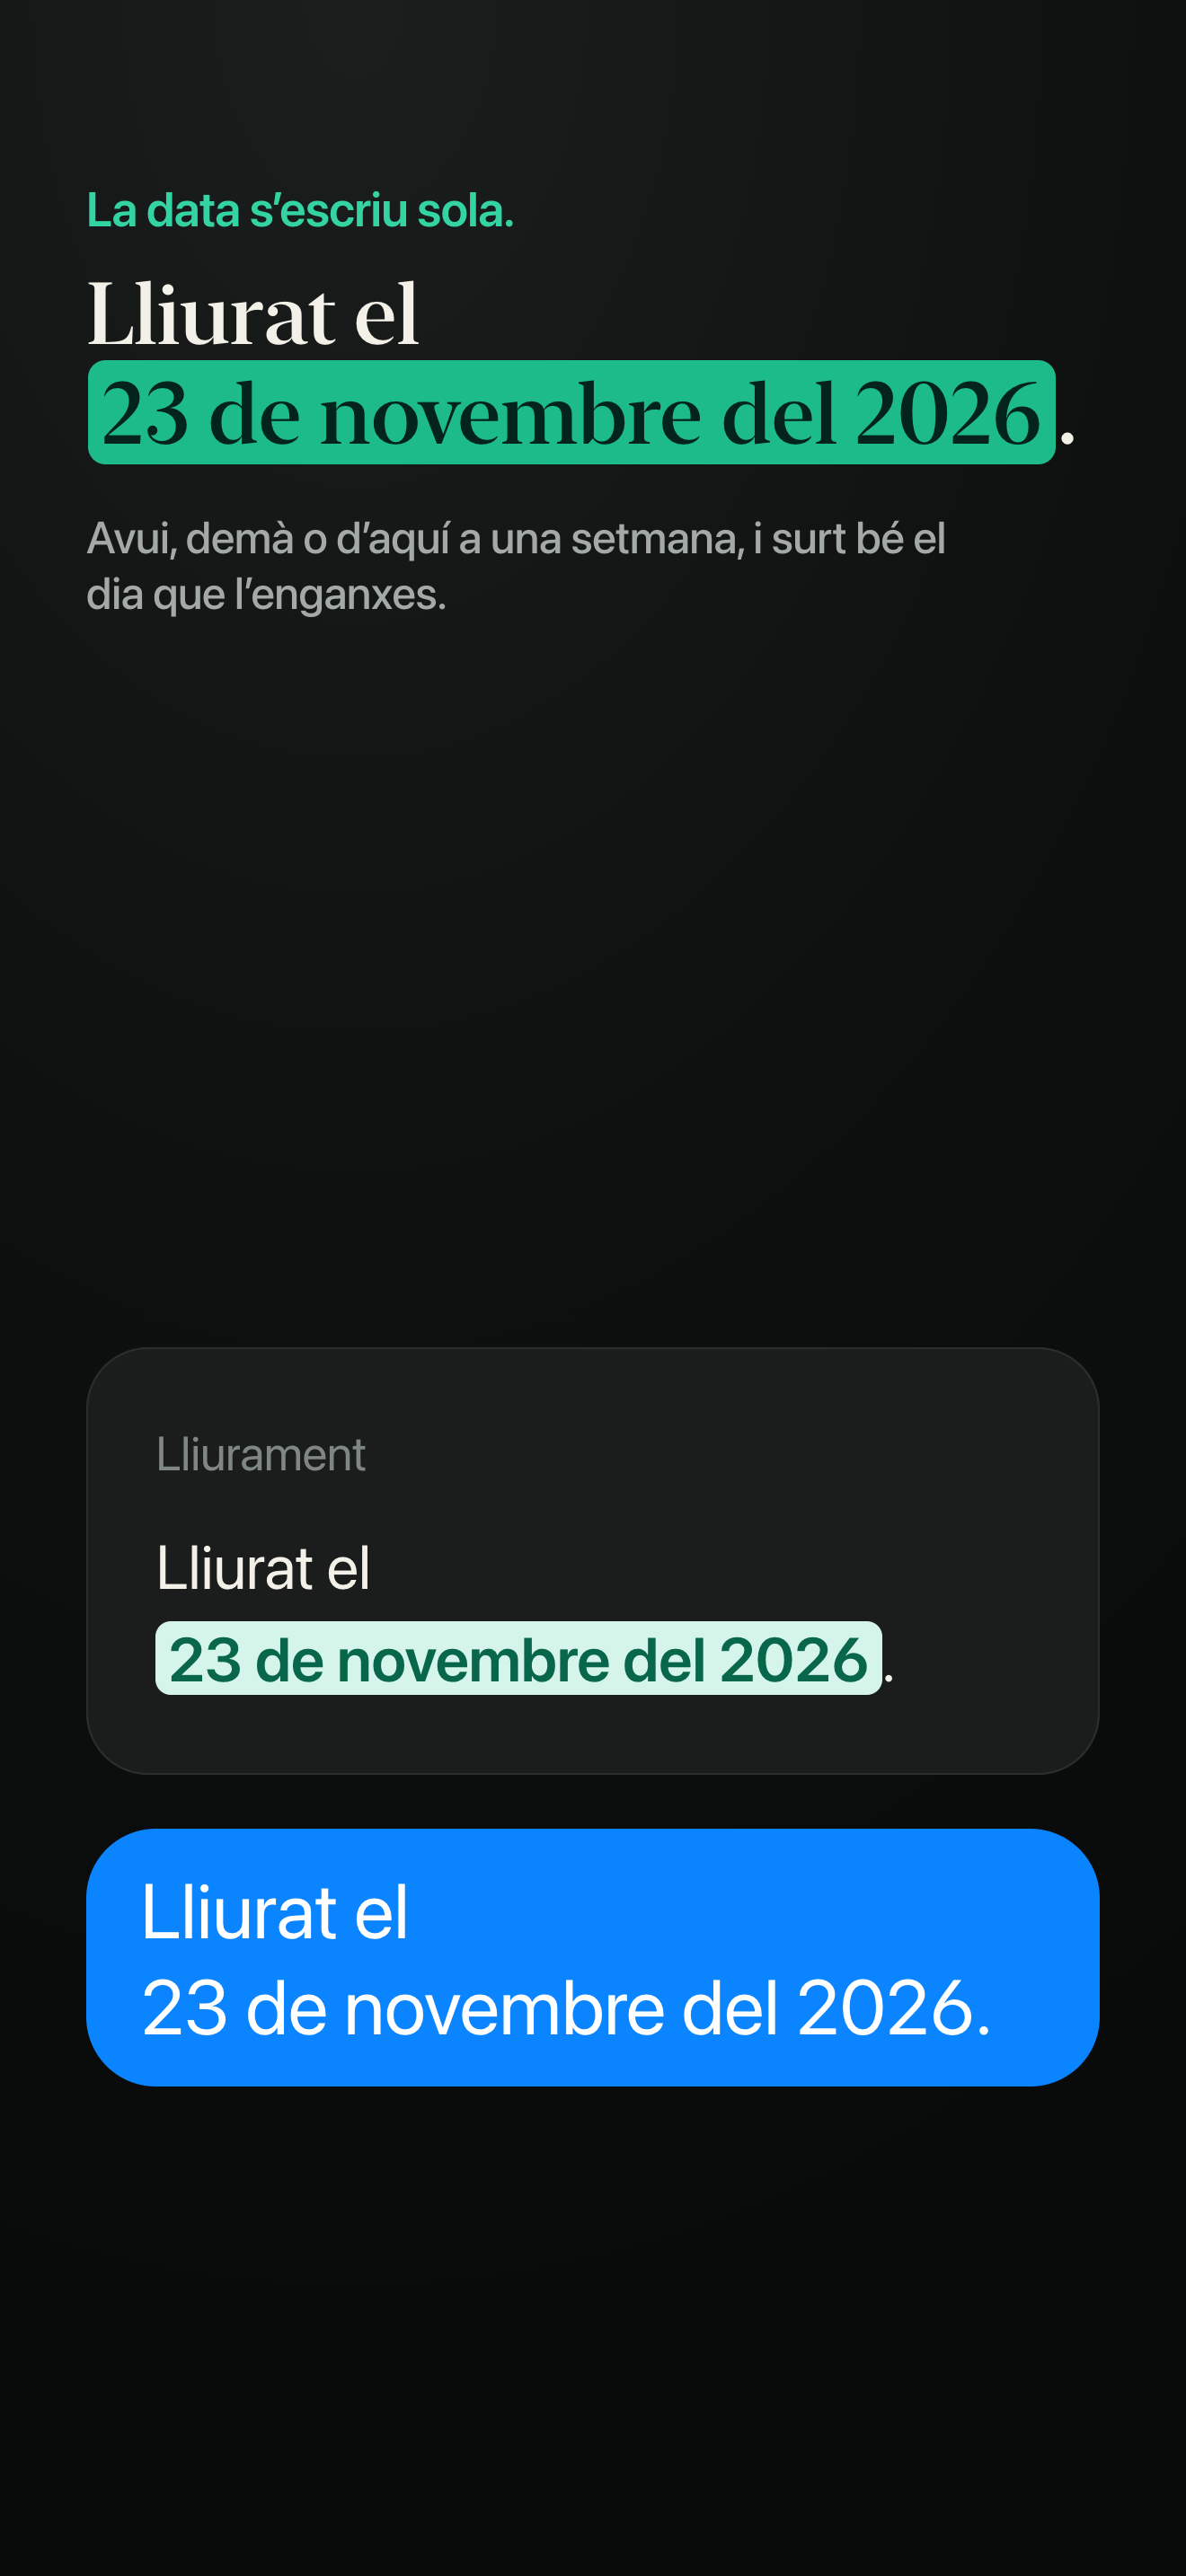 La data s’escriu sola.
Lliurat el
23 de novembre del 2026.
Avui, demà o d’aquí a una setmana, i surt bé el
dia que l’enganxes.
Lliurament
Lliurat el
23 de novembre del 2026.
Lliurat el
23 de novembre del 2026.